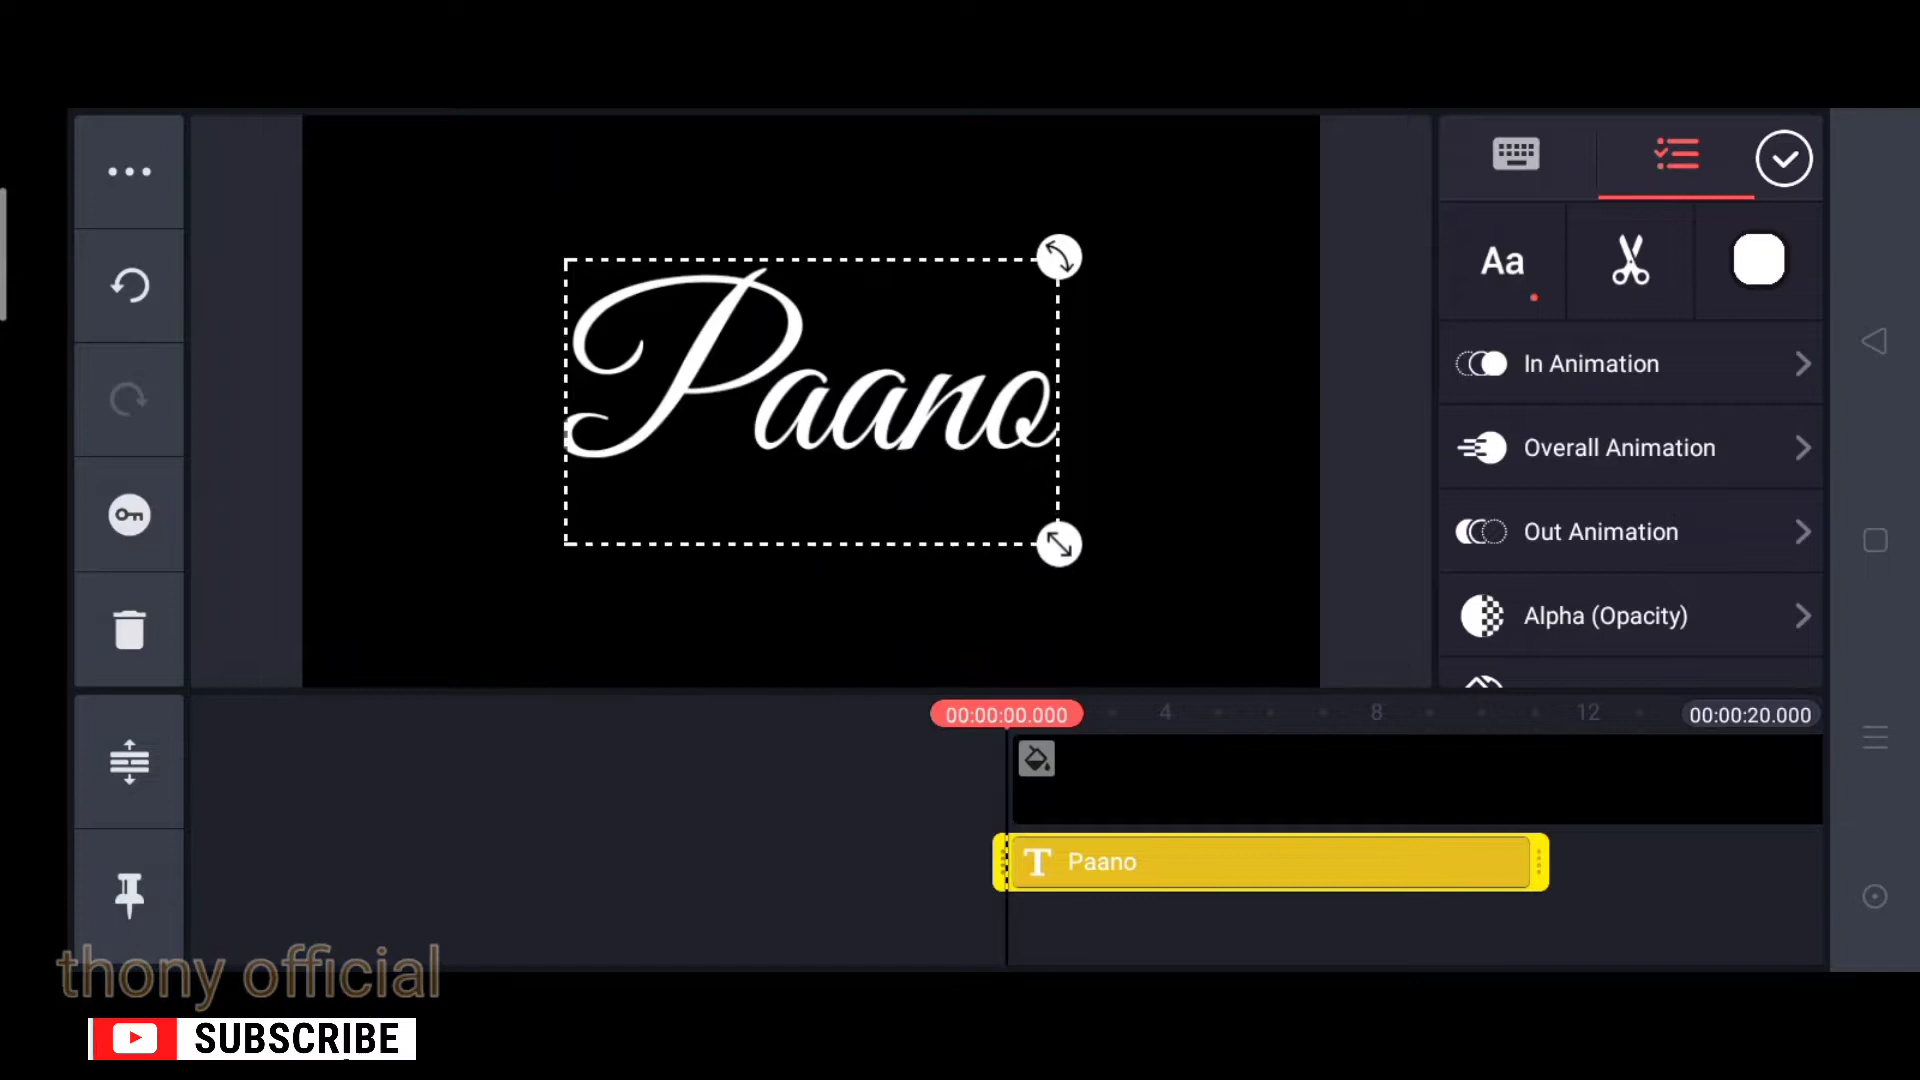 Paano
Aa
In Animation
Overall Animation
Out Animation
Alpha (Opacity)
00:00:00.000
4
8
12
00:00:20.000
T Paano
thony official
SUBSCRIBE